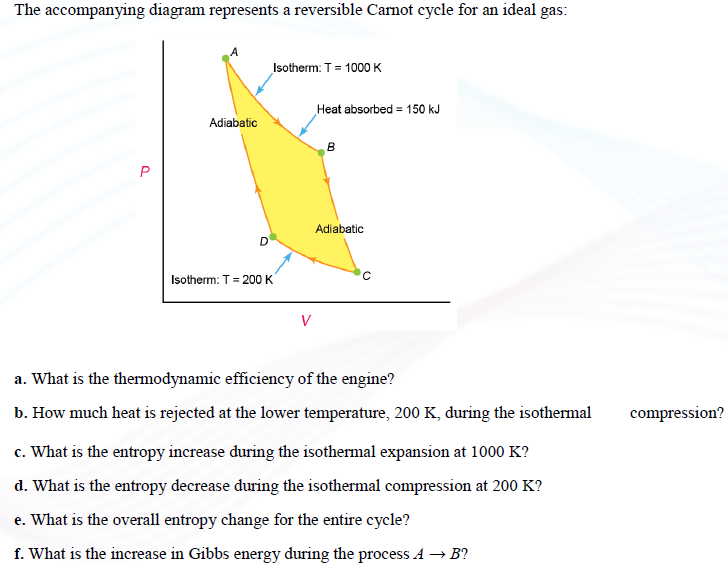 The accompanying diagram represents a reversible Carnot cycle for an ideal gas:
A
Isotherm: T = 1000 K
Heat absorbed = 150 kJ
Adiabatic
B
P
Adiabatic
D
Isotherm: T = 200 K
C
V
a. What is the thermodynamic efficiency of the engine?
b. How much heat is rejected at the lower temperature, 200 K, during the isothermal compression?
c. What is the entropy increase during the isothermal expansion at 1000 K?
d. What is the entropy decrease during the isothermal compression at 200 K?
e. What is the overall entropy change for the entire cycle?
f. What is the increase in Gibbs energy during the process A → B?